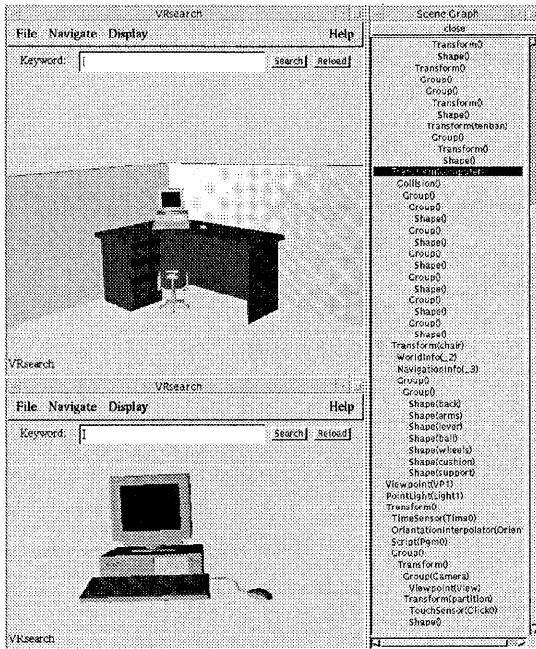 VRsearch
File Navigate Display Help
Keyword: Search Reload
VRsearch
VRsearch
File Navigate Display Help
Keyword: Search Reload
VRsearch
Scene Graph
close
Transform()
Shape()
Transform()
Group()
Group()
Transform()
Shape()
Transform(tenban)
Group()
Transform()
Shape()
Transform(computer)
Collision()
Group()
Group()
Shape()
Group()
Shape()
Group()
Shape()
Group()
Shape()
Group()
Shape()
Group()
Shape()
Transform(chair)
WorldInfo(_2)
NavigationInfo(_3)
Group()
Group()
Shape(back)
Shape(arms)
Shape(lever)
Shape(ball)
Shape(wheels)
Shape(cushion)
Shape(support)
Viewpoint(VP1)
PointLight(Light1)
Transform()
TimeSensor(Time0)
OrientationInterpolator(Orien
Script(Pgm0)
Group()
Transform()
Group(Camera)
Viewpoint(View)
Transform(partition)
TouchSensor(Click0)
Shape()